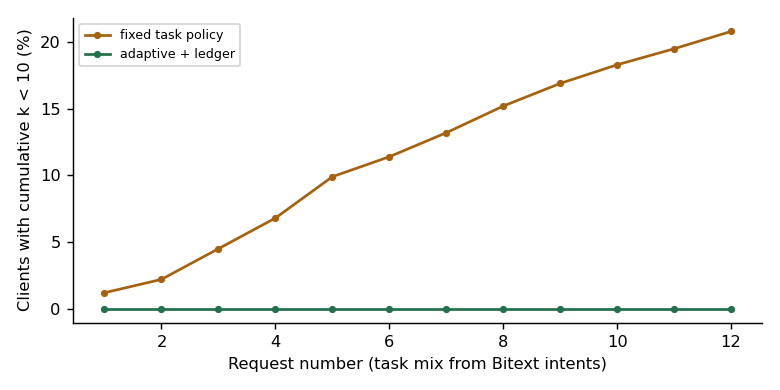 fixed task policy
adaptive + ledger
Clients with cumulative k < 10 (%)
20
15
10
5
0
2 4 6 8 10 12
Request number (task mix from Bitext intents)